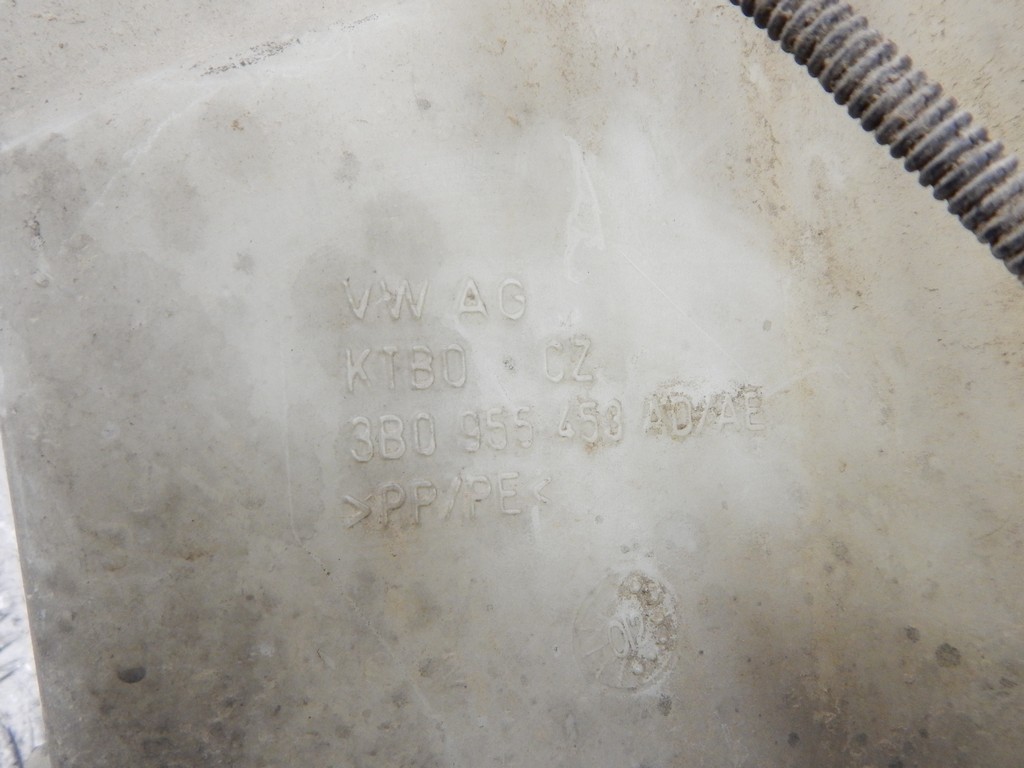 VW AG
KTBO CZ
3B0 955 453 AD/AE
>PP/PE<